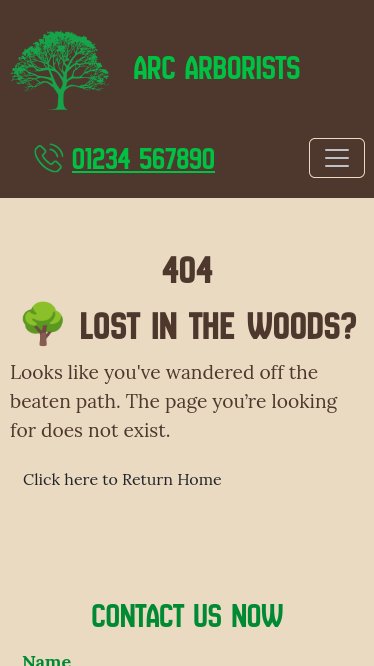 ARC ARBORISTS
01234 567890
404
LOST IN THE WOODS?
Looks like you've wandered off the
beaten path. The page you’re looking
for does not exist.
Click here to Return Home
CONTACT US NOW
Name